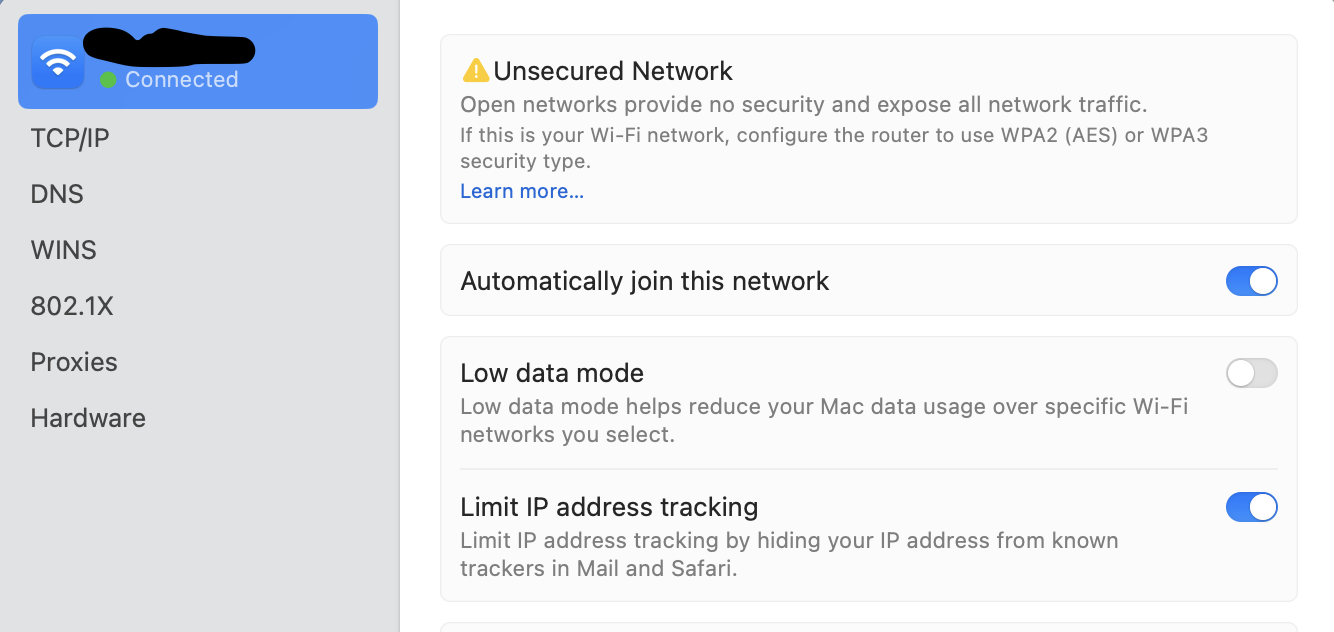 Connected
TCP/IP
DNS
WINS
802.1X
Proxies
Hardware
Unsecured Network
Open networks provide no security and expose all network traffic.
If this is your Wi-Fi network, configure the router to use WPA2 (AES) or WPA3
security type.
Learn more...
Automatically join this network
Low data mode
Low data mode helps reduce your Mac data usage over specific Wi-Fi
networks you select.
Limit IP address tracking
Limit IP address tracking by hiding your IP address from known
trackers in Mail and Safari.